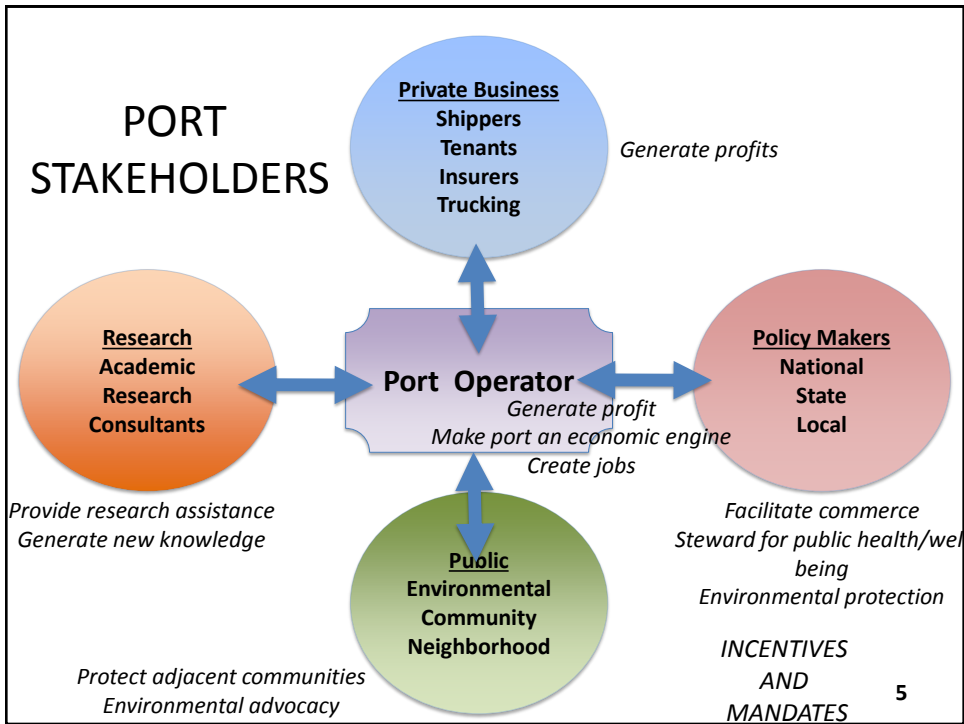 PORT
STAKEHOLDERS
Private Business
Shippers
Tenants
Insurers
Trucking
Generate profits
Research
Academic
Research
Consultants
Port Operator
Generate profit
Make port an economic engine
Create jobs
Policy Makers
National
State
Local
Provide research assistance
Generate new knowledge
Facilitate commerce
Steward for public health/wel
being
Environmental protection
Public
Environmental
Community
Neighborhood
Protect adjacent communities
Environmental advocacy
INCENTIVES
AND
MANDATES
5